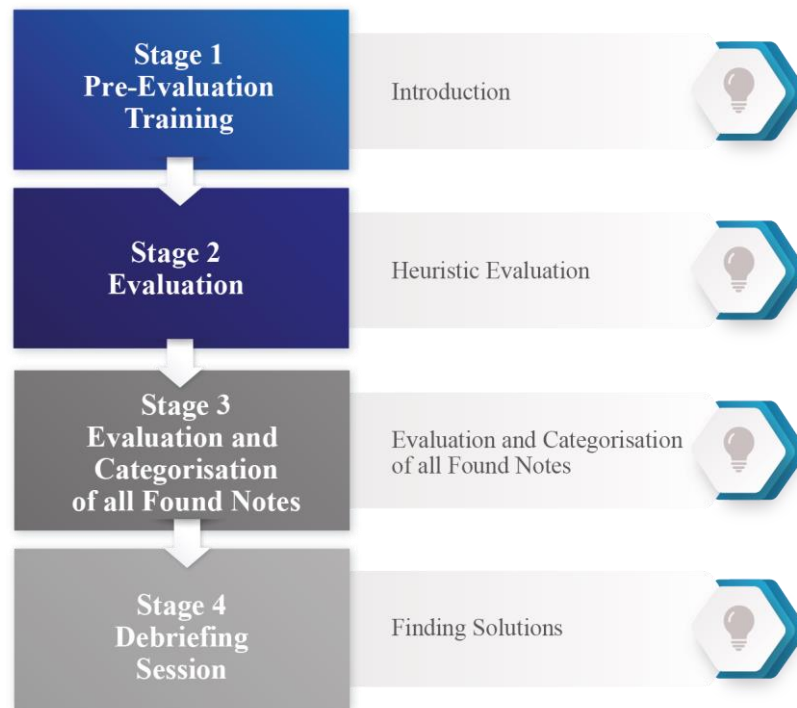 Stage 1
Pre-Evaluation
Training
Introduction
Stage 2
Evaluation
Heuristic Evaluation
Stage 3
Evaluation and
Categorisation
of all Found Notes
Evaluation and Categorisation
of all Found Notes
Stage 4
Debriefing
Session
Finding Solutions